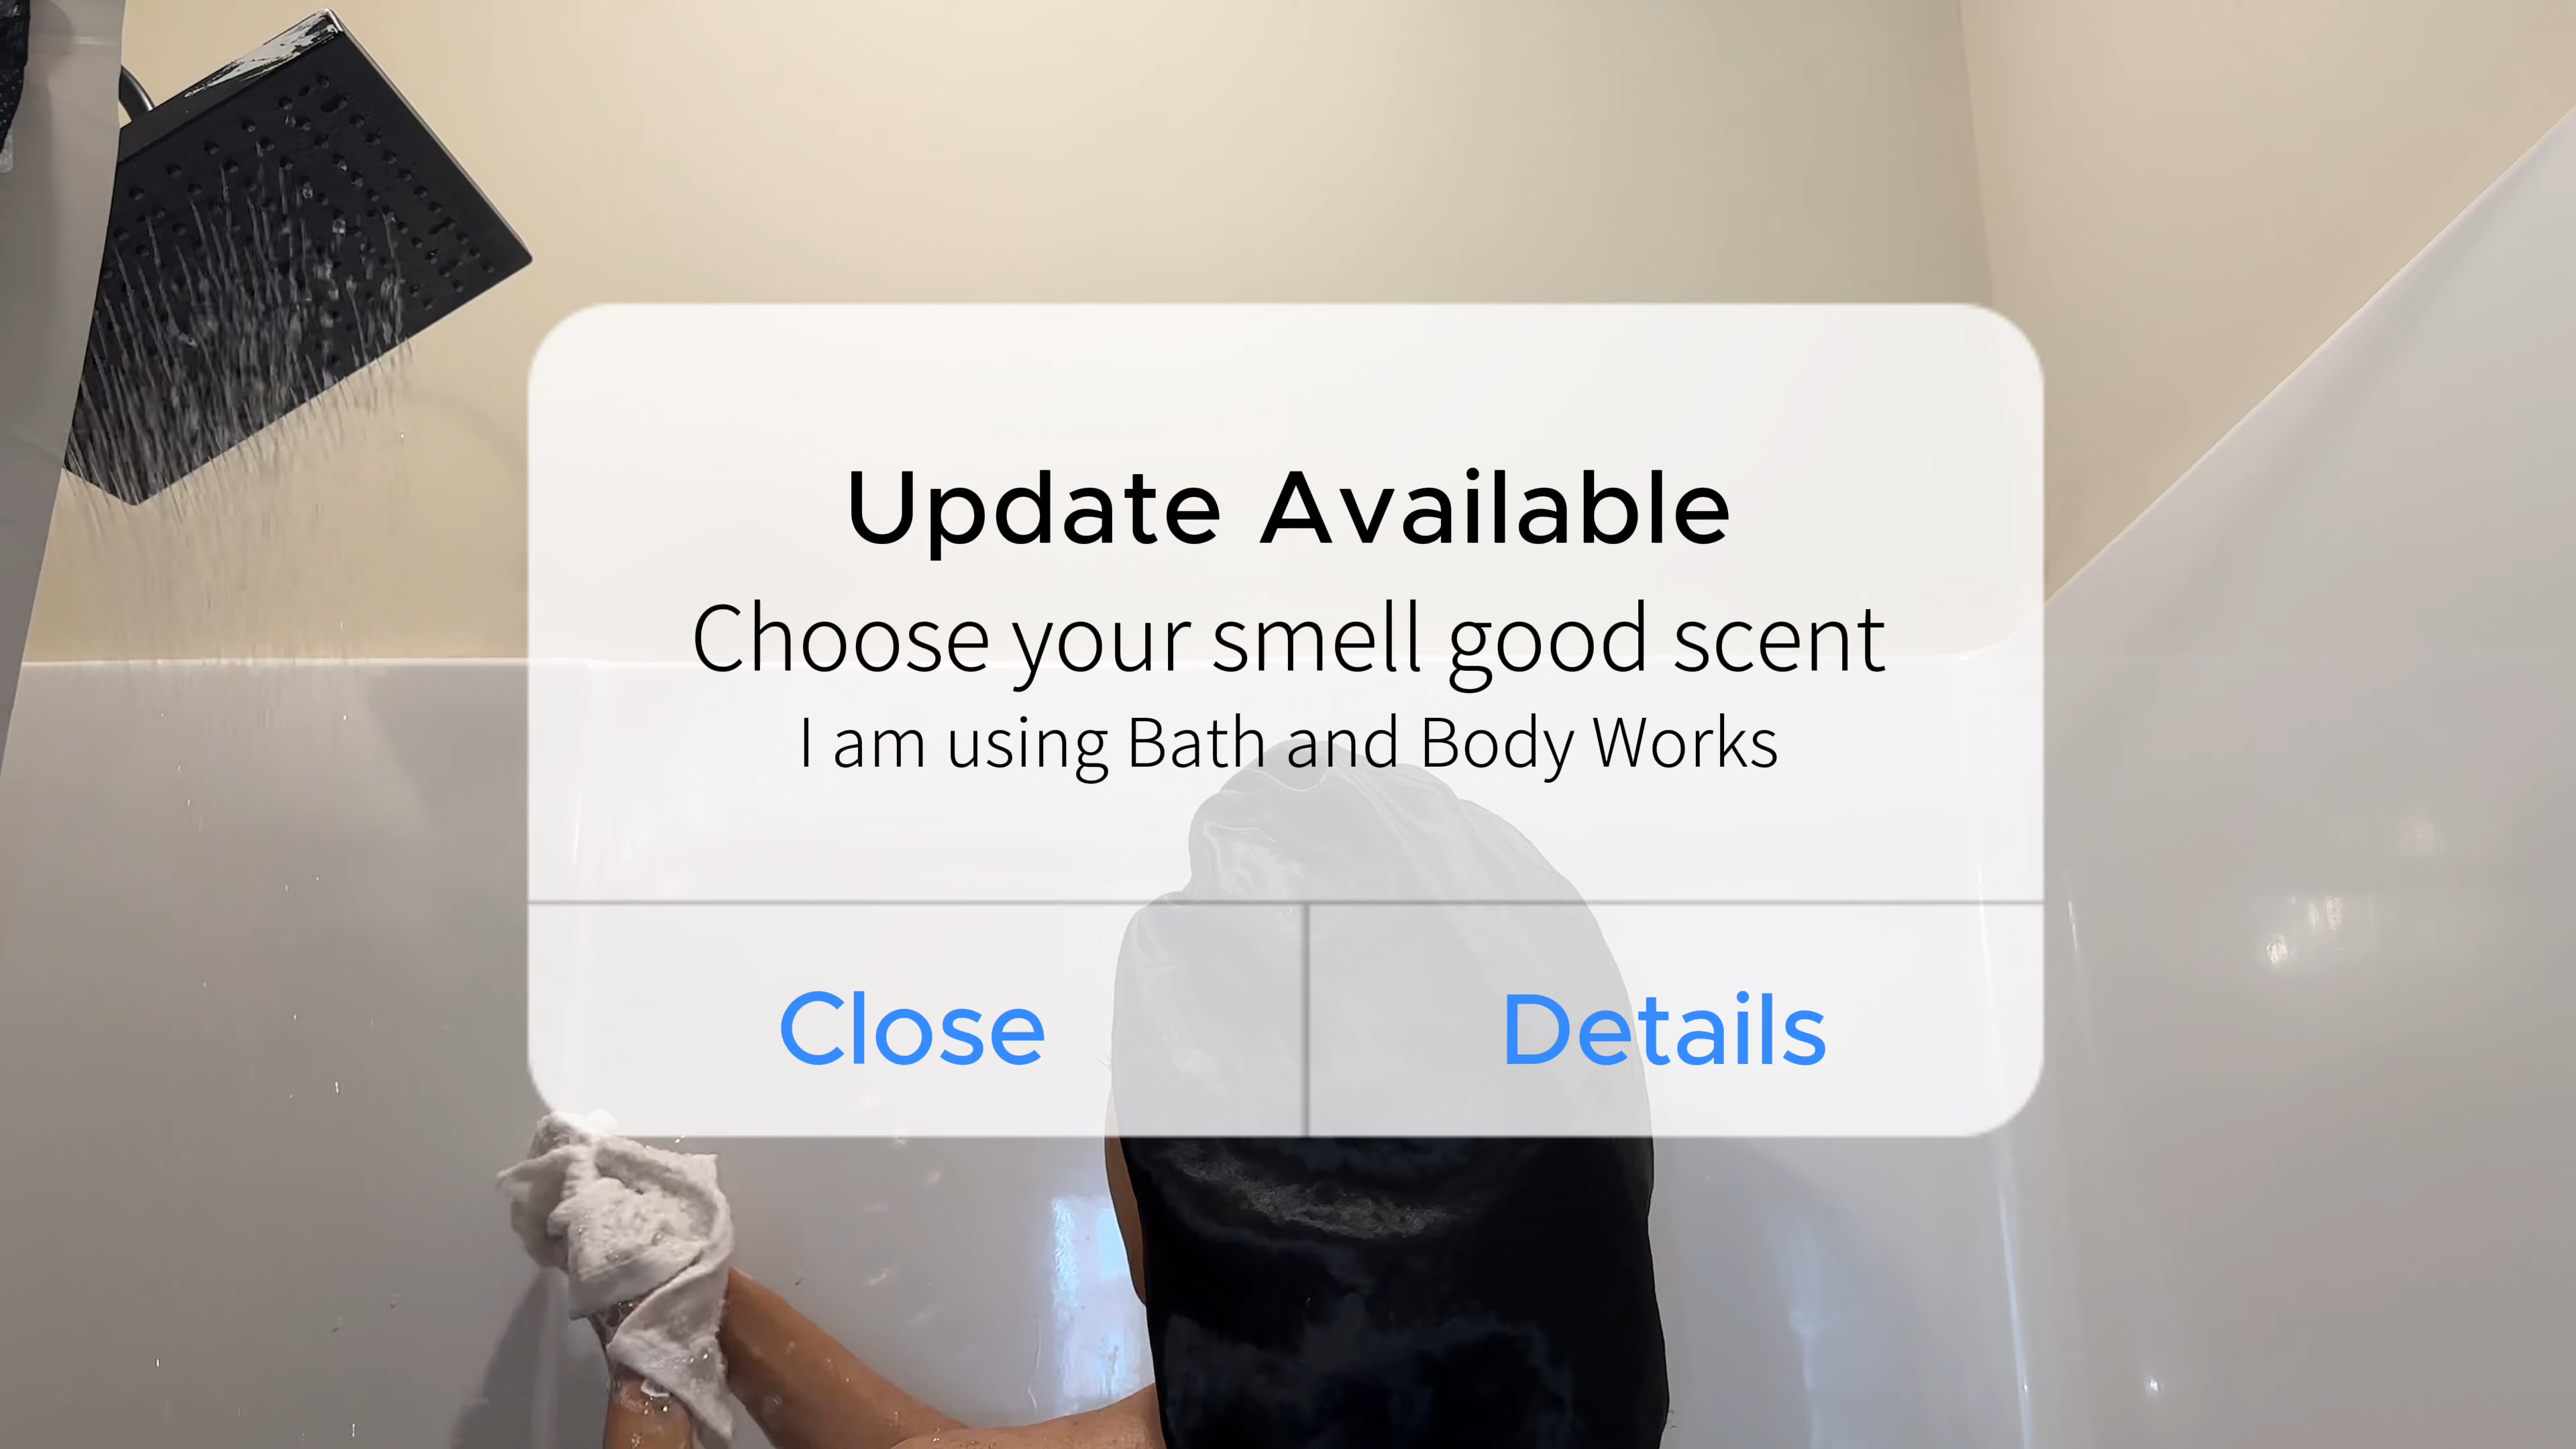 Update Available
Choose your smell good scent
I am using Bath and Body Works
Close
Details